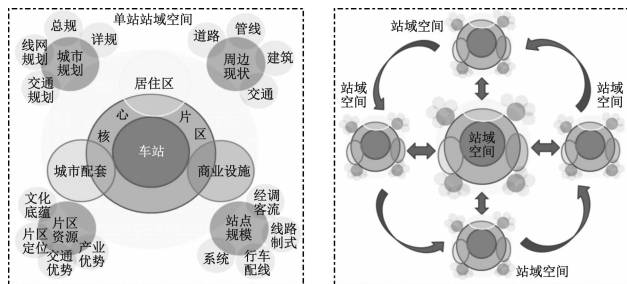 单站站域空间
总规
详规
线网
规划
城市
规划
交通
规划
道路
管线
周边
现状
建筑
交通
居住区
核
心
片
区
车站
城市配套
商业设施
文化
底蕴
片区
资源
片区
定位
交通
优势
产业
优势
经调
客流
站点
规模
线路
制式
系统
行车
配线
站域空间
站域
空间
站域
空间
站域
空间
站域空间